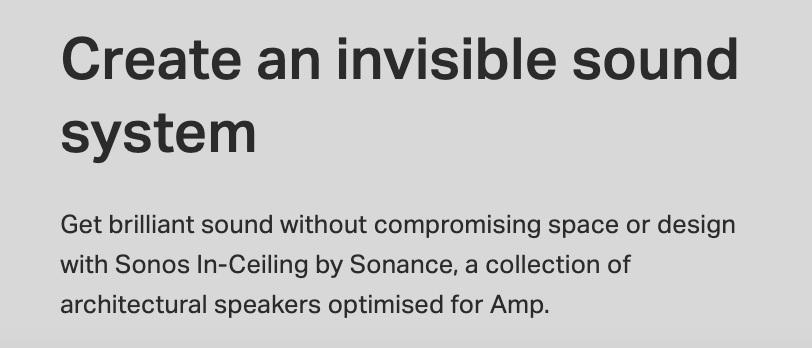 Create an invisible sound
system
Get brilliant sound without compromising space or design
with Sonos In-Ceiling by Sonance, a collection of
architectural speakers optimised for Amp.